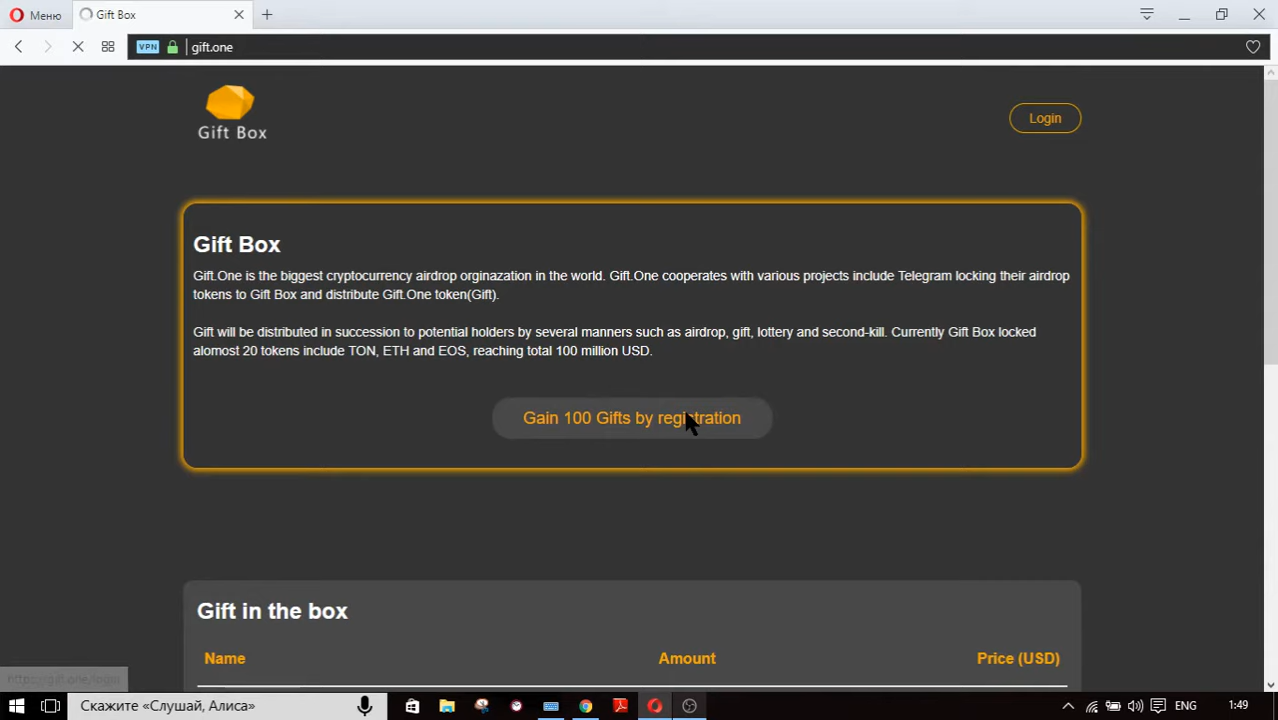 Меню
Gift Box
VPN
gift.one
Gift Box
Login
Gift Box
Gift.One is the biggest cryptocurrency airdrop orginazation in the world. Gift.One cooperates with various projects include Telegram locking their airdrop
tokens to Gift Box and distribute Gift.One token(Gift).
Gift will be distributed in succession to potential holders by several manners such as airdrop, gift, lottery and second-kill. Currently Gift Box locked
alomost 20 tokens include TON, ETH and EOS, reaching total 100 million USD.
Gain 100 Gifts by registration
Gift in the box
Name Amount Price (USD)
https://gift.one/login
Скажите «Слушай, Алиса»
ENG
1:49